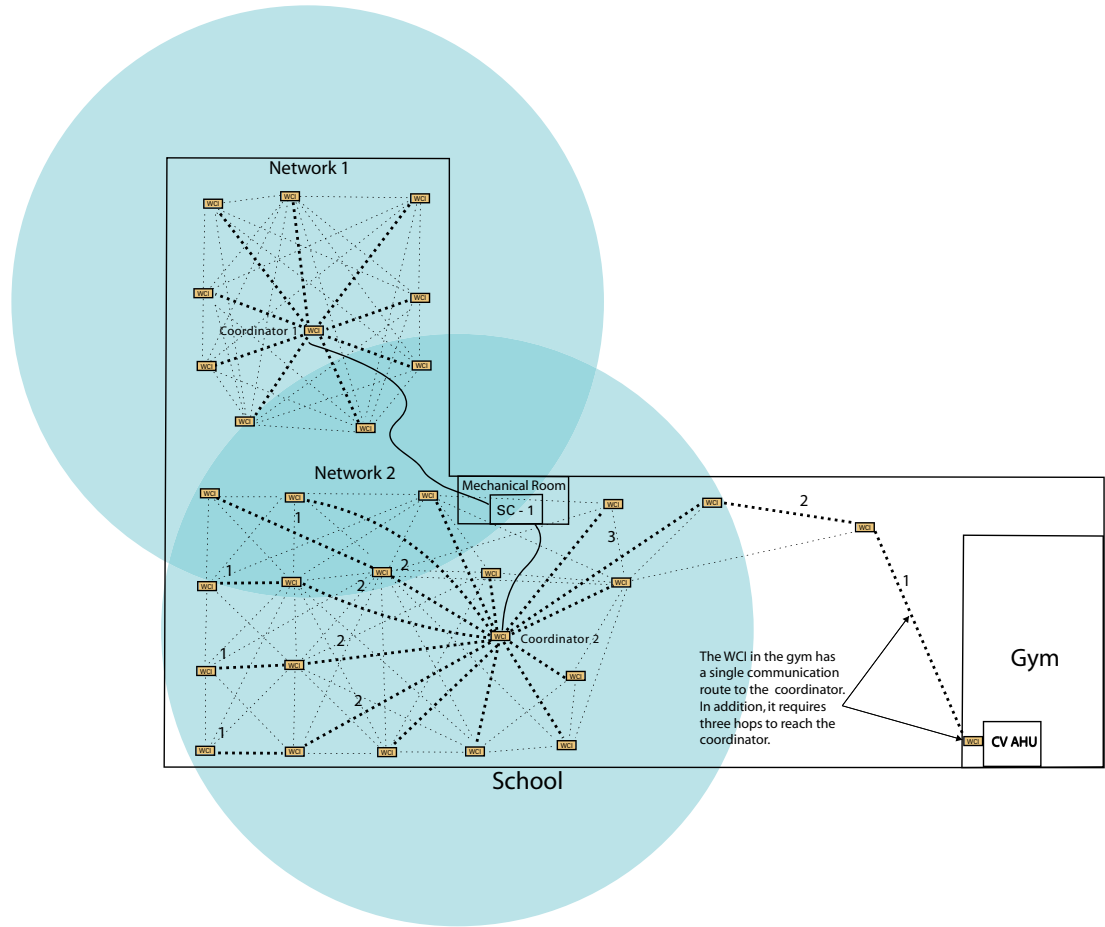 Network 1
WCI
WCI
WCI
WCI
WCI
Coordinator 1
WCI
WCI
WCI
WCI
WCI
Network 2
Mechanical Room
SC - 1
WCI
WCI
WCI
WCI
WCI
2
1
WCI
3
2
1
WCI
WCI
2
WCI
WCI
WCI
1
WCI
Coordinator 2
2
1
WCI
WCI
WCI
The WCI in the gym has
a single communication
route to the coordinator.
In addition, it requires
three hops to reach the
coordinator.
Gym
2
1
WCI
WCI
WCI
WCI
WCI
WCI
CV AHU
School